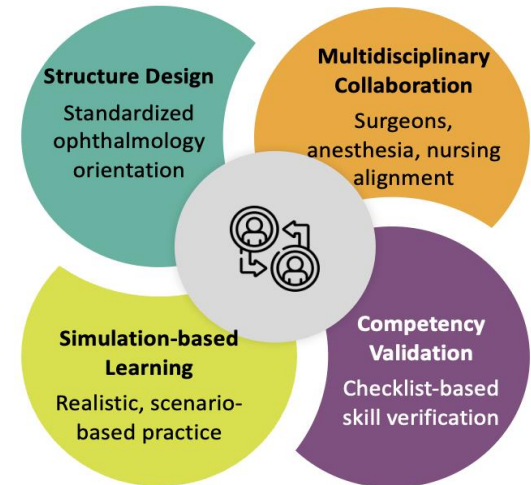 Structure Design
Standardized
ophthalmology
orientation
Multidisciplinary
Collaboration
Surgeons,
anesthesia, nursing
alignment
Simulation-based
Learning
Realistic, scenario-
based practice
Competency
Validation
Checklist-based
skill verification